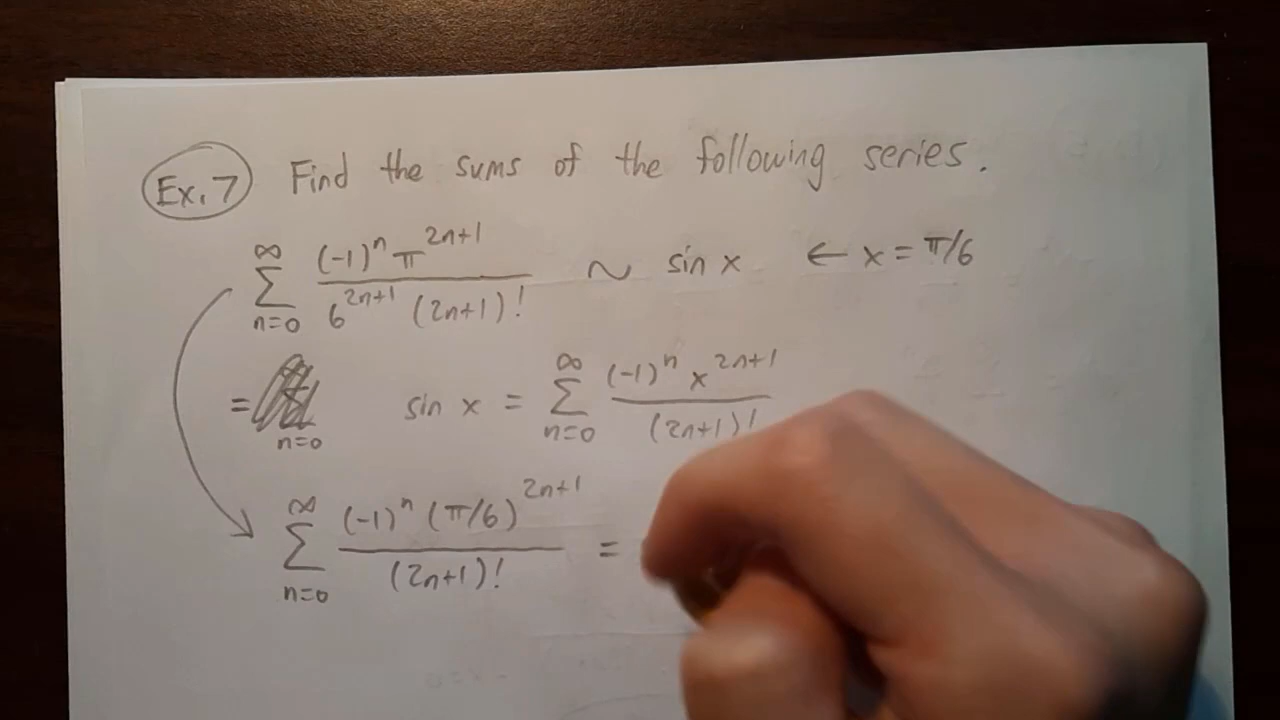 Ex. 7 Find the sums of the following series.
∞ Σ n=0 (-1)^n π^{2n+1} / 6^{2n+1} (2n+1)! ~ sin x ← x = π/6
= n=0 sin x = ∞ Σ n=0 (-1)^n x^{2n+1} / (2n+1)!
∞ Σ n=0 (-1)^n (π/6)^{2n+1} / (2n+1)! =